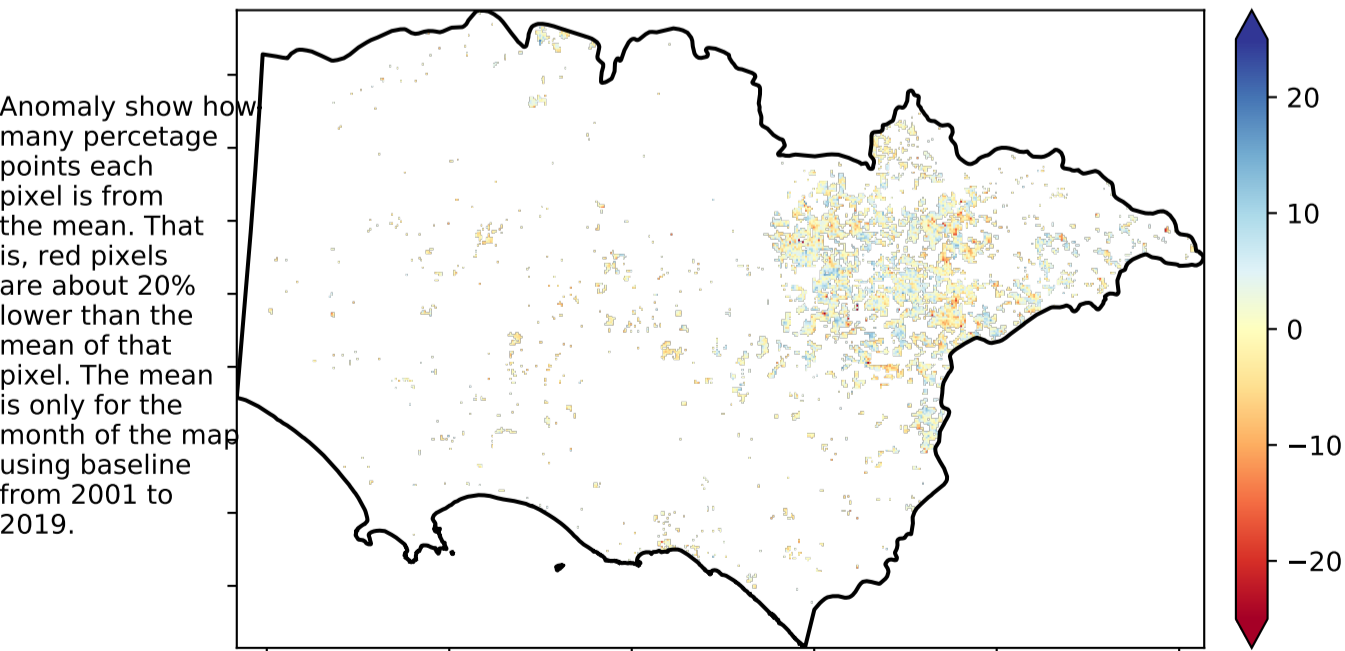 Anomaly show how
many percetage
points each
pixel is from
the mean. That
is, red pixels
are about 20%
lower than the
mean of that
pixel. The mean
is only for the
month of the map
using baseline
from 2001 to
2019.
20
10
0
−10
−20